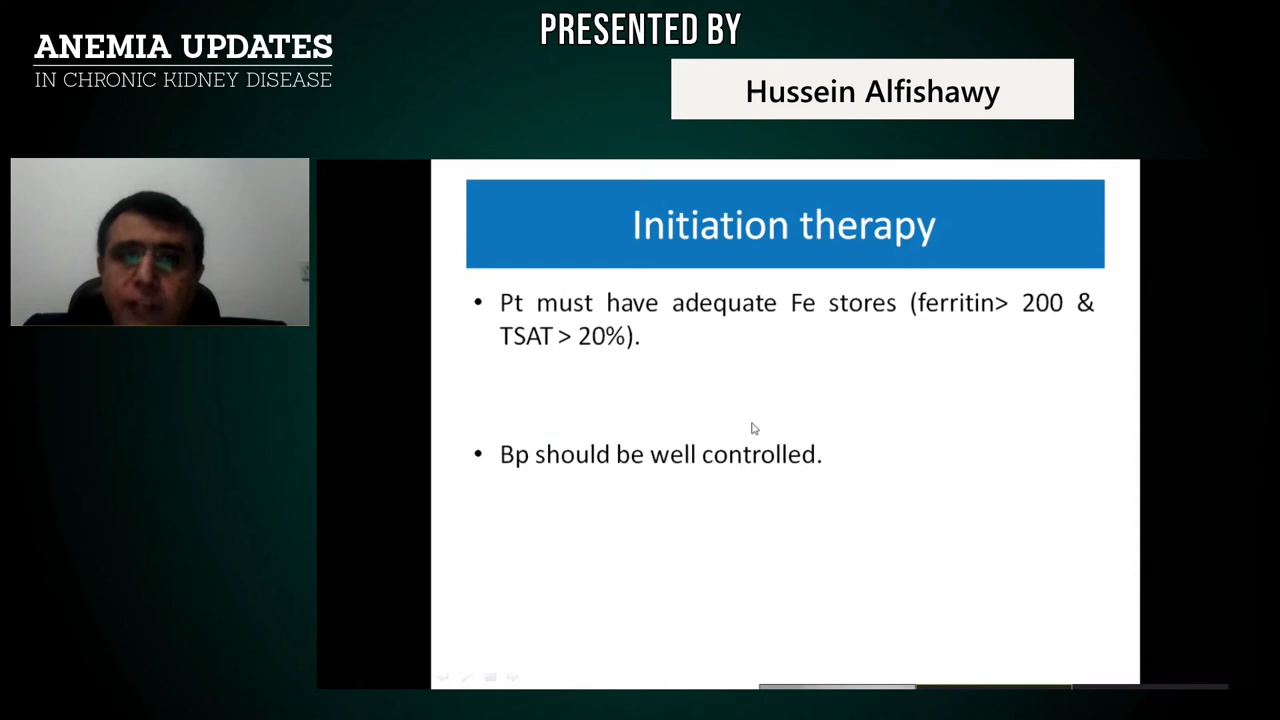 PRESENTED BY
ANEMIA UPDATES
IN CHRONIC KIDNEY DISEASE
Hussein Alfishawy
Initiation therapy
• Pt must have adequate Fe stores (ferritin> 200 &
TSAT > 20%).
• Bp should be well controlled.